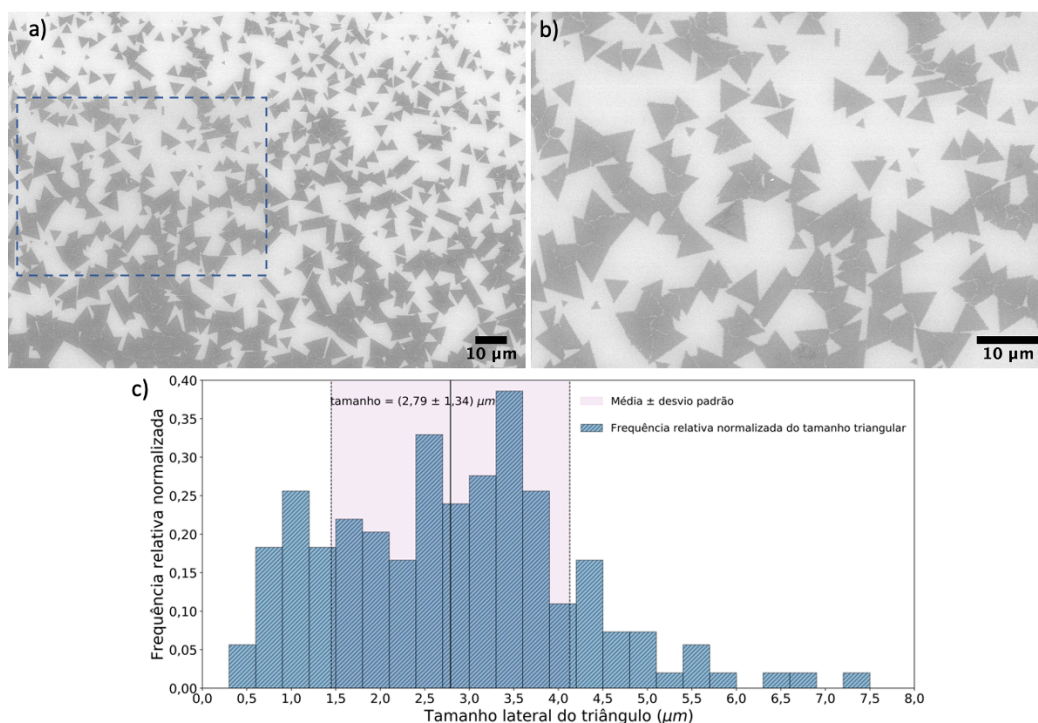 a)
10 μm
b)
10 μm
c)
Frequência relativa normalizada
0,40
0,35
0,30
0,25
0,20
0,15
0,10
0,05
0,00
tamanho = (2,79 ± 1,34) μm
Média ± desvio padrão
Frequência relativa normalizada do tamanho triangular
0,0 0,5 1,0 1,5 2,0 2,5 3,0 3,5 4,0 4,5 5,0 5,5 6,0 6,5 7,0 7,5 8,0
Tamanho lateral do triângulo (μm)